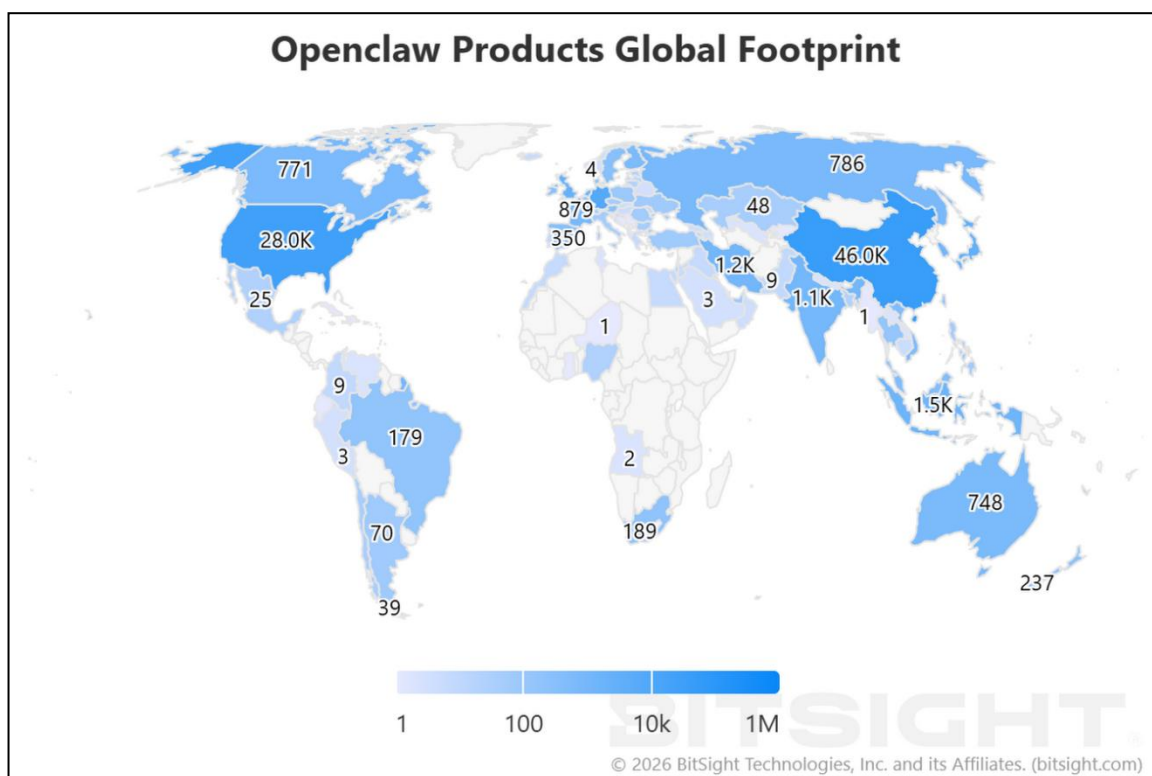 Openclaw Products Global Footprint
771
4
786
879
48
28.0K
350
46.0K
1.2K
25
9
3
1.1K
1
1
9
1.5K
179
3
2
748
70
189
237
39
1 100 10k 1M
BITSIGHT
© 2026 BitSight Technologies, Inc. and its Affiliates. (bitsight.com)